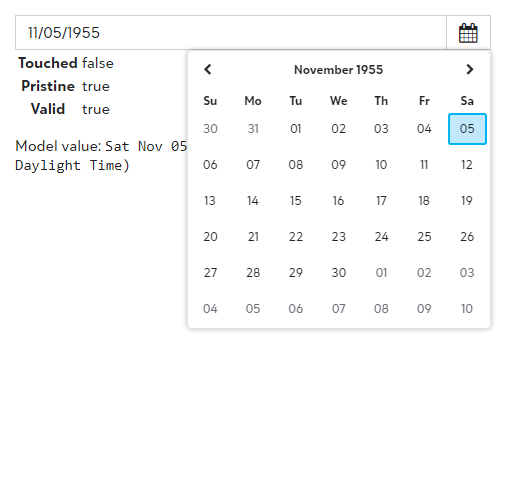 11/05/1955
Touched false
Pristine true
Valid true
Model value: Sat Nov 05
Daylight Time)
November 1955
Su Mo Tu We Th Fr Sa
30 31 01 02 03 04 05
06 07 08 09 10 11 12
13 14 15 16 17 18 19
20 21 22 23 24 25 26
27 28 29 30 01 02 03
04 05 06 07 08 09 10